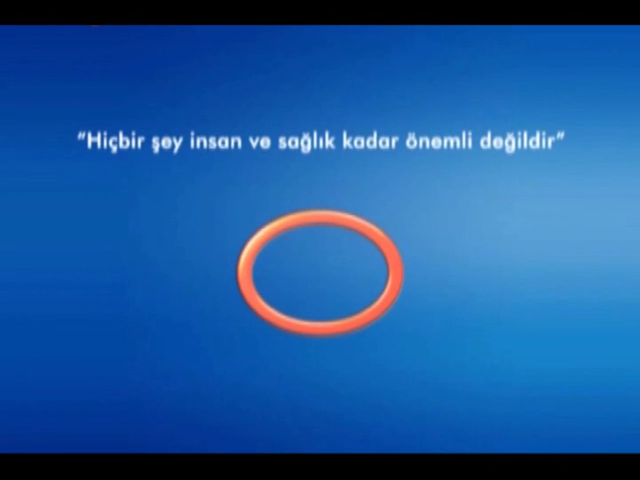 “Hiçbir şey insan ve sağlık kadar önemli değildir”